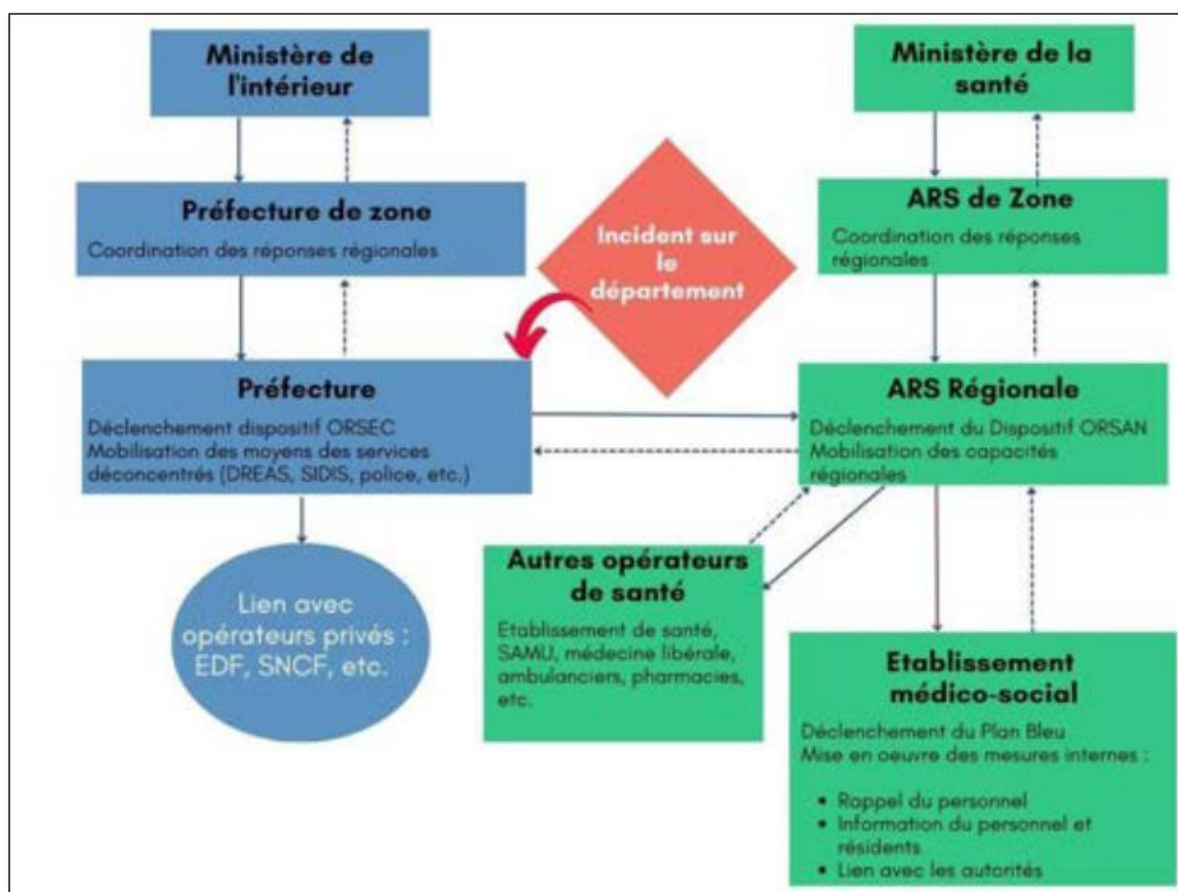 Ministère de
l'intérieur
Ministère de la
santé
Préfecture de zone
Coordination des réponses régionales
Incident sur
le
département
ARS de Zone
Coordination des réponses
régionales
Préfecture
Déclenchement dispositif ORSEC
Mobilisation des moyens des services
déconcentrés (DREAS, SIDIS, police, etc.)
ARS Régionale
Déclenchement du Dispositif ORSAN
Mobilisation des capacités
régionales
Lien avec
opérateurs privés :
EDF, SNCF, etc.
Autres opérateurs
de santé
Etablissement de santé,
SAMU, médecine libérale,
ambulanciers, pharmacies,
etc.
Etablissement
médico-social
Déclenchement du Plan Bleu
Mise en oeuvre des mesures internes :
• Rappel du personnel
• Information du personnel et
résidents
• Lien avec les autorités